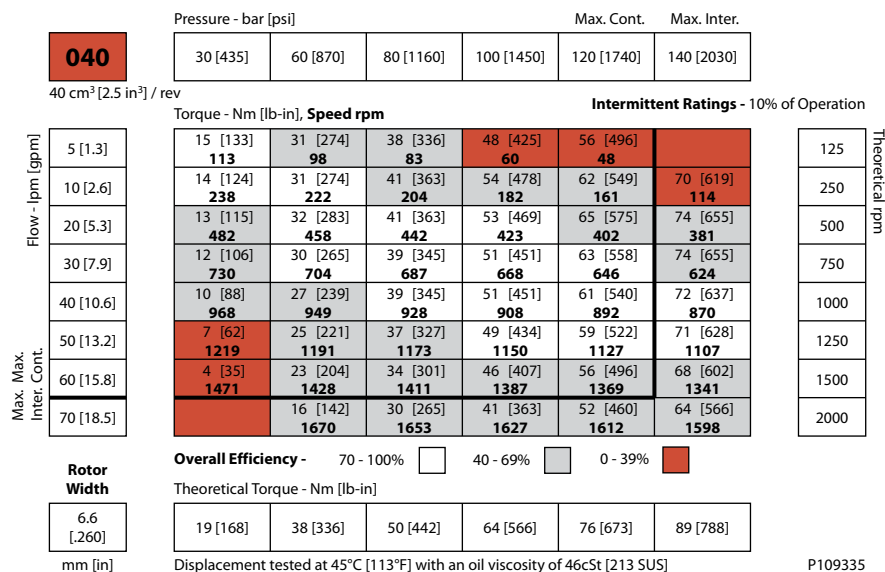 Pressure - bar [psi] Max. Cont. Max. Inter.
040 30 [435] 60 [870] 80 [1160] 100 [1450] 120 [1740] 140 [2030]
40 cm³ [2.5 in³] / rev
Torque - Nm [lb-in], Speed rpm Intermittent Ratings - 10% of Operation
Flow - lpm [gpm]
Max. Max.
Inter. Cont.
Theoretical rpm
5 [1.3] 15 [133] 31 [274] 38 [336] 48 [425] 56 [496] 125
113 98 83 60 48
10 [2.6] 14 [124] 31 [274] 41 [363] 54 [478] 62 [549] 70 [619] 250
238 222 204 182 161 114
20 [5.3] 13 [115] 32 [283] 41 [363] 53 [469] 65 [575] 74 [655] 500
482 458 442 423 402 381
30 [7.9] 12 [106] 30 [265] 39 [345] 51 [451] 63 [558] 74 [655] 750
730 704 687 668 646 624
40 [10.6] 10 [88] 27 [239] 39 [345] 51 [451] 61 [540] 72 [637] 1000
968 949 928 908 892 870
50 [13.2] 7 [62] 25 [221] 37 [327] 49 [434] 59 [522] 71 [628] 1250
1219 1191 1173 1150 1127 1107
60 [15.8] 4 [35] 23 [204] 34 [301] 46 [407] 56 [496] 68 [602] 1500
1471 1428 1411 1387 1369 1341
70 [18.5] 16 [142] 30 [265] 41 [363] 52 [460] 64 [566] 2000
1670 1653 1627 1612 1598
Overall Efficiency - 70 - 100% 40 - 69% 0 - 39%
Rotor
Width
Theoretical Torque - Nm [lb-in]
6.6
[.260]
19 [168] 38 [336] 50 [442] 64 [566] 76 [673] 89 [788]
mm [in] Displacement tested at 45°C [113°F] with an oil viscosity of 46cSt [213 SUS] P109335